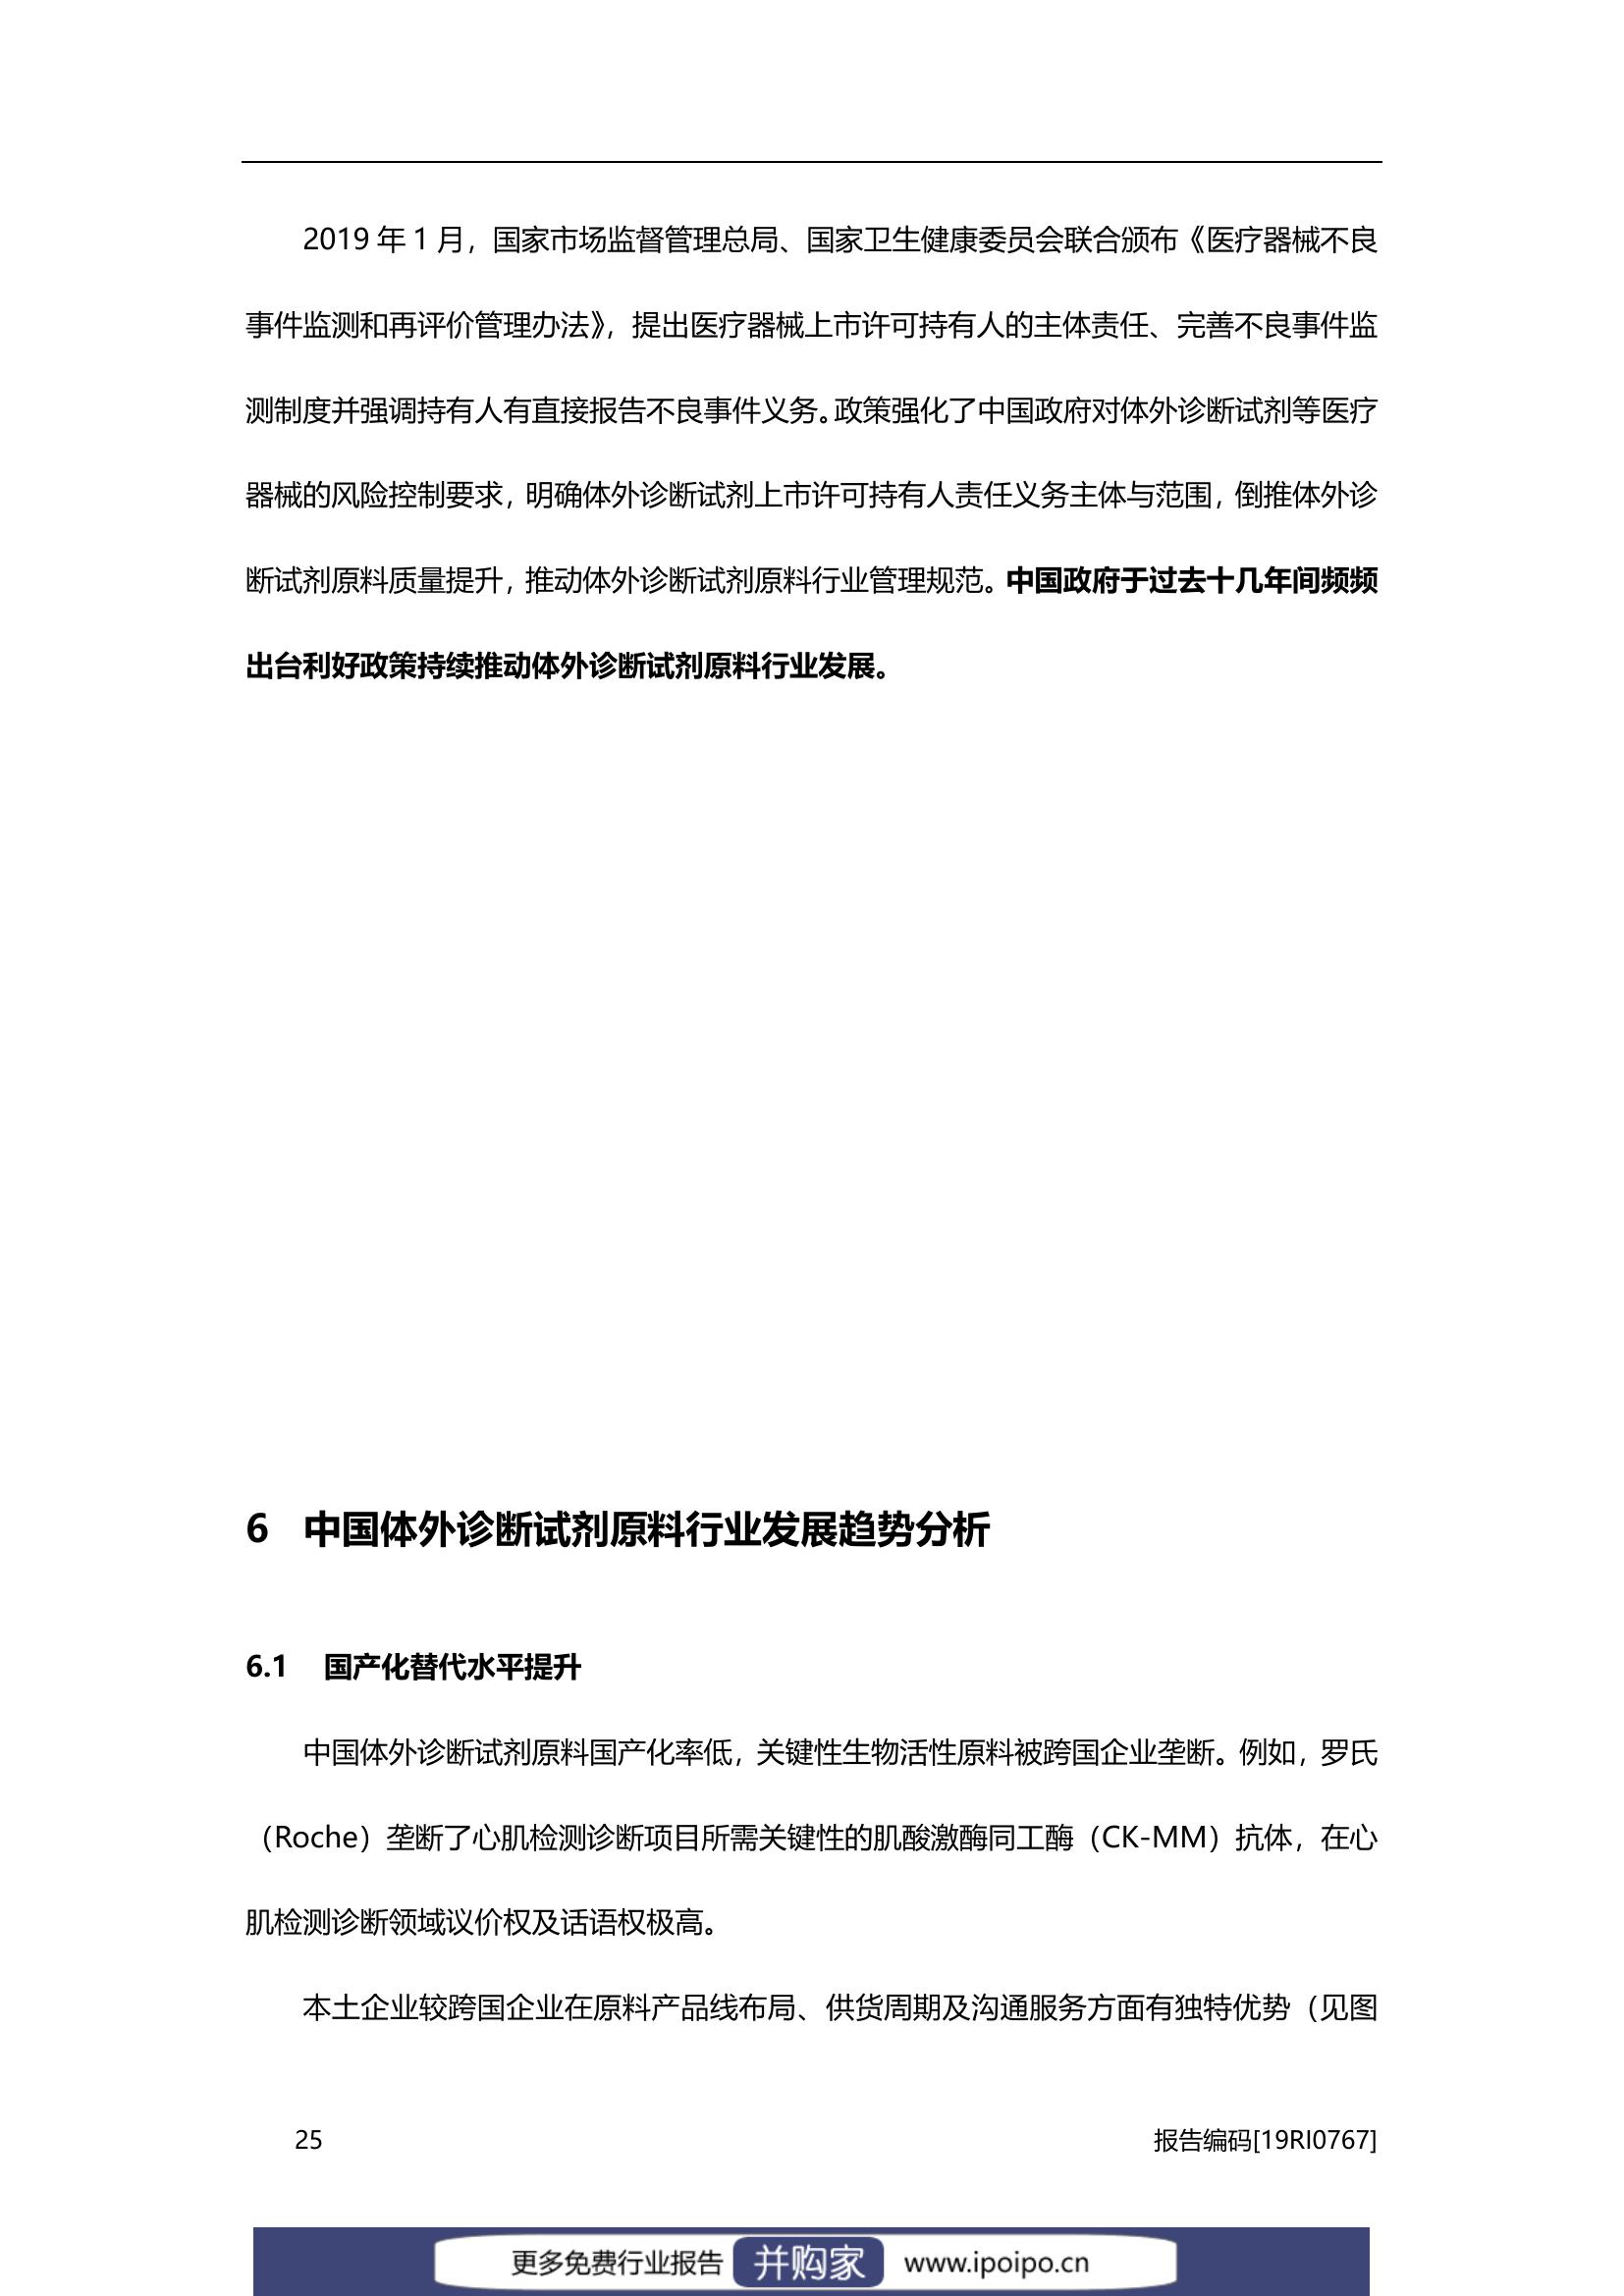 2019 年 1 月，国家市场监督管理总局、国家卫生健康委员会联合颁布《医疗器械不良
事件监测和再评价管理办法》，提出医疗器械上市许可持有人的主体责任、完善不良事件监
测制度并强调持有人有直接报告不良事件义务。政策强化了中国政府对体外诊断试剂等医疗
器械的风险控制要求，明确体外诊断试剂上市许可持有人责任义务主体与范围，倒推体外诊
断试剂原料质量提升，推动体外诊断试剂原料行业管理规范。中国政府于过去十几年间频频
出台利好政策持续推动体外诊断试剂原料行业发展。
6 中国体外诊断试剂原料行业发展趋势分析
6.1 国产化替代水平提升
中国体外诊断试剂原料国产化率低，关键性生物活性原料被跨国企业垄断。例如，罗氏
（Roche）垄断了心肌检测诊断项目所需关键性的肌酸激酶同工酶（CK-MM）抗体，在心
肌检测诊断领域议价权及话语权极高。
本土企业较跨国企业在原料产品线布局、供货周期及沟通服务方面有独特优势（见图
25 报告编码[19RI0767]
更多免费行业报告 并购家 www.ipoipo.cn